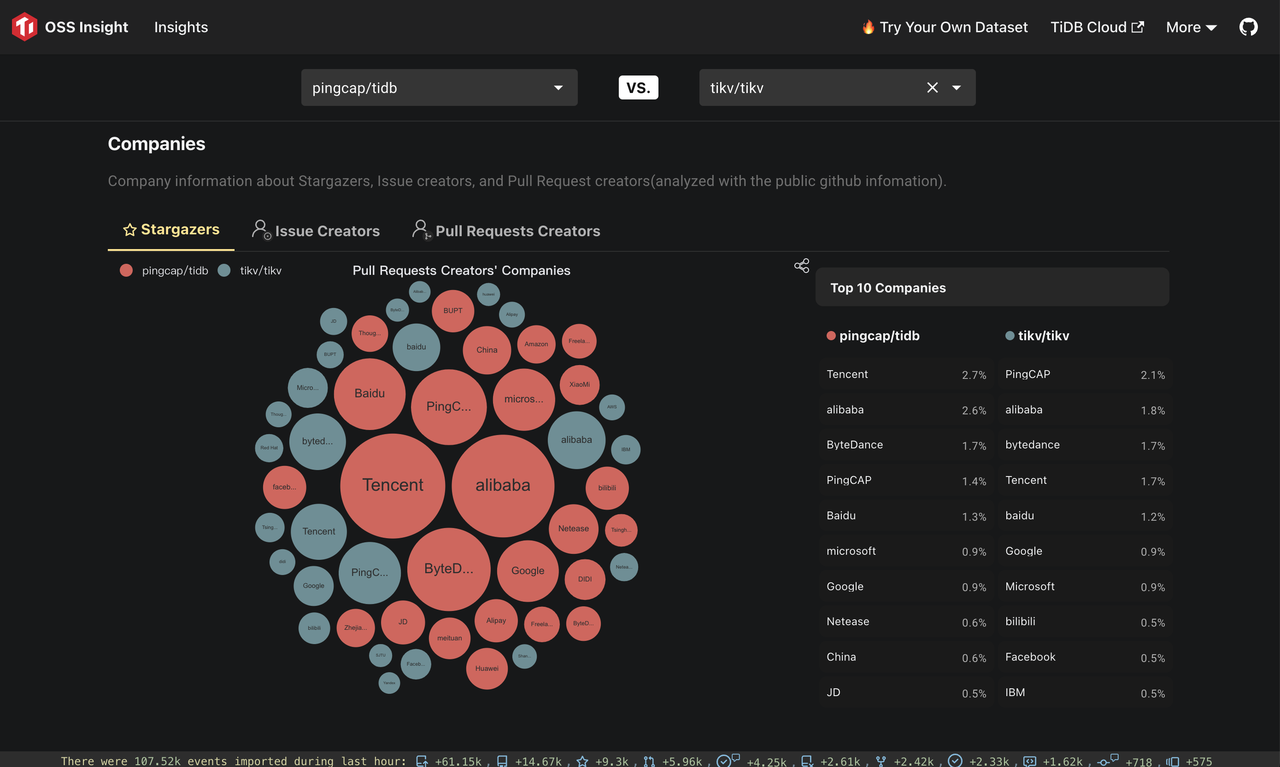 OSS Insight Insights 🔥 Try Your Own Dataset TiDB Cloud More
pingcap/tidb VS. tikv/tikv
Companies
Company information about Stargazers, Issue creators, and Pull Request creators(analyzed with the public github infomation).
Stargazers Issue Creators Pull Requests Creators
pingcap/tidb tikv/tikv Pull Requests Creators' Companies
BUPT
Alipay
JD
Thoug...
baidu
China
Amazon
Freela...
BUPT
Micro...
Baidu
PingC...
micros...
XiaoMi
AWS
Thoug...
byted...
alibaba
Red Hat
IBM
faceb...
Tencent
alibaba
bilibili
Tsing...
Tencent
Netease
Tsingh...
PingC...
ByteD...
Google
DIDI
Netea...
Google
bilibili
Zhejia...
JD
meituan
Alipay
Freela...
ByteD...
Faceb...
Huawei
Top 10 Companies
pingcap/tidb tikv/tikv
Tencent 2.7% PingCAP 2.1%
alibaba 2.6% alibaba 1.8%
ByteDance 1.7% bytedance 1.7%
PingCAP 1.4% Tencent 1.7%
Baidu 1.3% baidu 1.2%
microsoft 0.9% Google 0.9%
Google 0.9% Microsoft 0.9%
Netease 0.6% bilibili 0.5%
China 0.6% Facebook 0.5%
JD 0.5% IBM 0.5%
There were 107.52k events imported during last hour: +61.15k, +14.67k, +9.3k, +5.96k, +4.25k, +2.61k, +2.42k, +2.33k, +1.62k, +718, +575